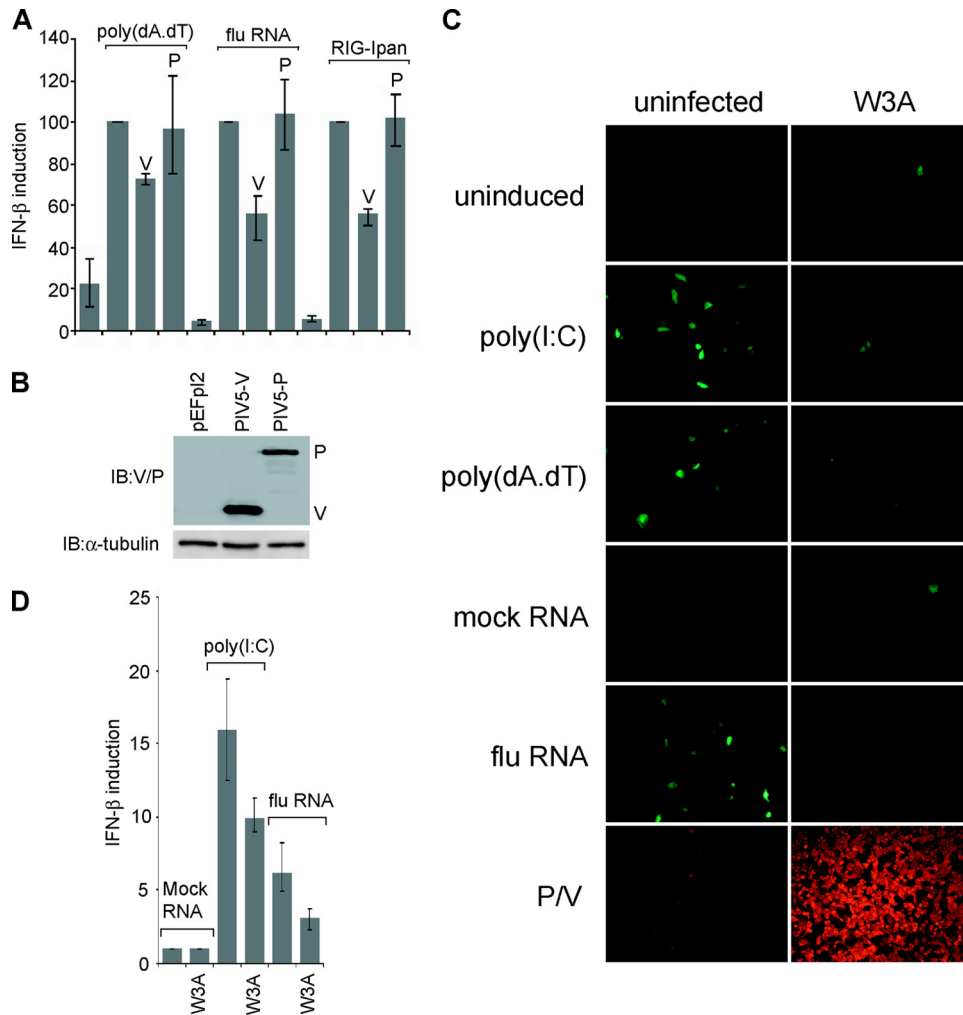 A
poly(dA.dT)
flu RNA
RIG-Ipan
140
120
100
80
60
40
20
0
IFN-β induction
V
P
V
P
V
P
B
pEFpl2
PIV5-V
PIV5-P
IB:V/P
P
V
IB:α-tubulin
C
uninfected
W3A
uninduced
poly(I:C)
poly(dA.dT)
mock RNA
flu RNA
P/V
D
25
20
15
10
5
0
IFN-β induction
poly(I:C)
flu RNA
Mock
RNA
W3A
W3A
W3A